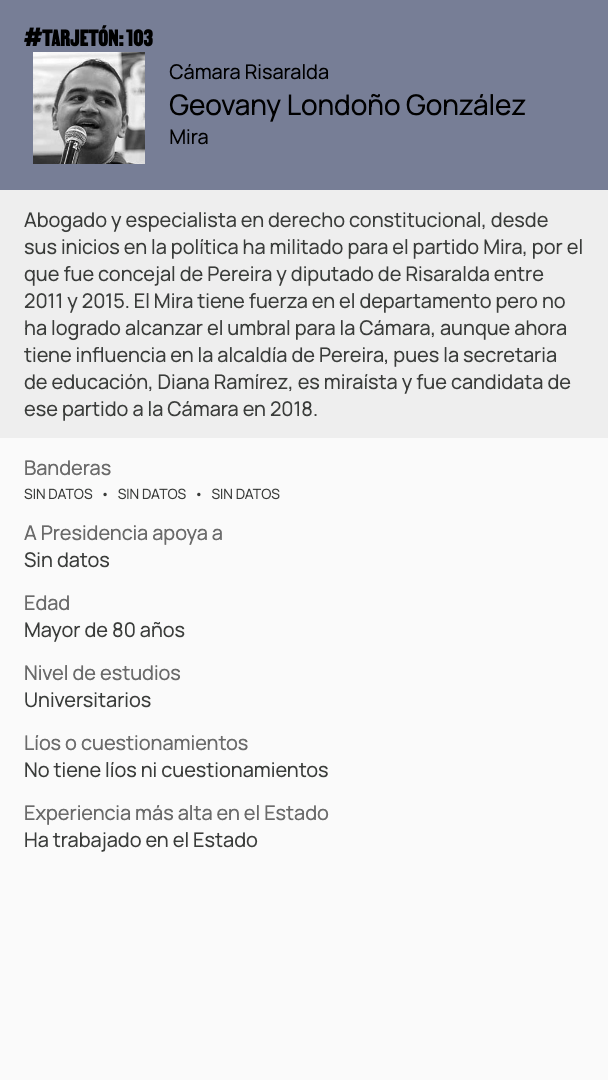 #TARJETÓN: 103
Cámara Risaralda
Geovany Londoño González
Mira
Abogado y especialista en derecho constitucional, desde
sus inicios en la política ha militado para el partido Mira, por el
que fue concejal de Pereira y diputado de Risaralda entre
2011 y 2015. El Mira tiene fuerza en el departamento pero no
ha logrado alcanzar el umbral para la Cámara, aunque ahora
tiene influencia en la alcaldía de Pereira, pues la secretaria
de educación, Diana Ramírez, es miraísta y fue candidata de
ese partido a la Cámara en 2018.
Banderas
SIN DATOS • SIN DATOS • SIN DATOS
A Presidencia apoya a
Sin datos
Edad
Mayor de 80 años
Nivel de estudios
Universitarios
Líos o cuestionamientos
No tiene líos ni cuestionamientos
Experiencia más alta en el Estado
Ha trabajado en el Estado